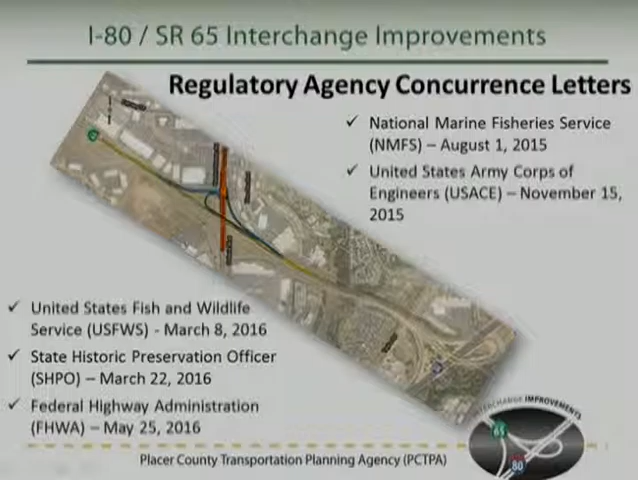 I-80 / SR 65 Interchange Improvements
Regulatory Agency Concurrence Letters
✓ National Marine Fisheries Service
(NMFS) – August 1, 2015
✓ United States Army Corps of
Engineers (USACE) – November 15,
2015
✓ United States Fish and Wildlife
Service (USFWS) - March 8, 2016
✓ State Historic Preservation Officer
(SHPO) – March 22, 2016
✓ Federal Highway Administration
(FHWA) – May 25, 2016
INTERCHANGE IMPROVEMENTS
65
80
Placer County Transportation Planning Agency (PCTPA)